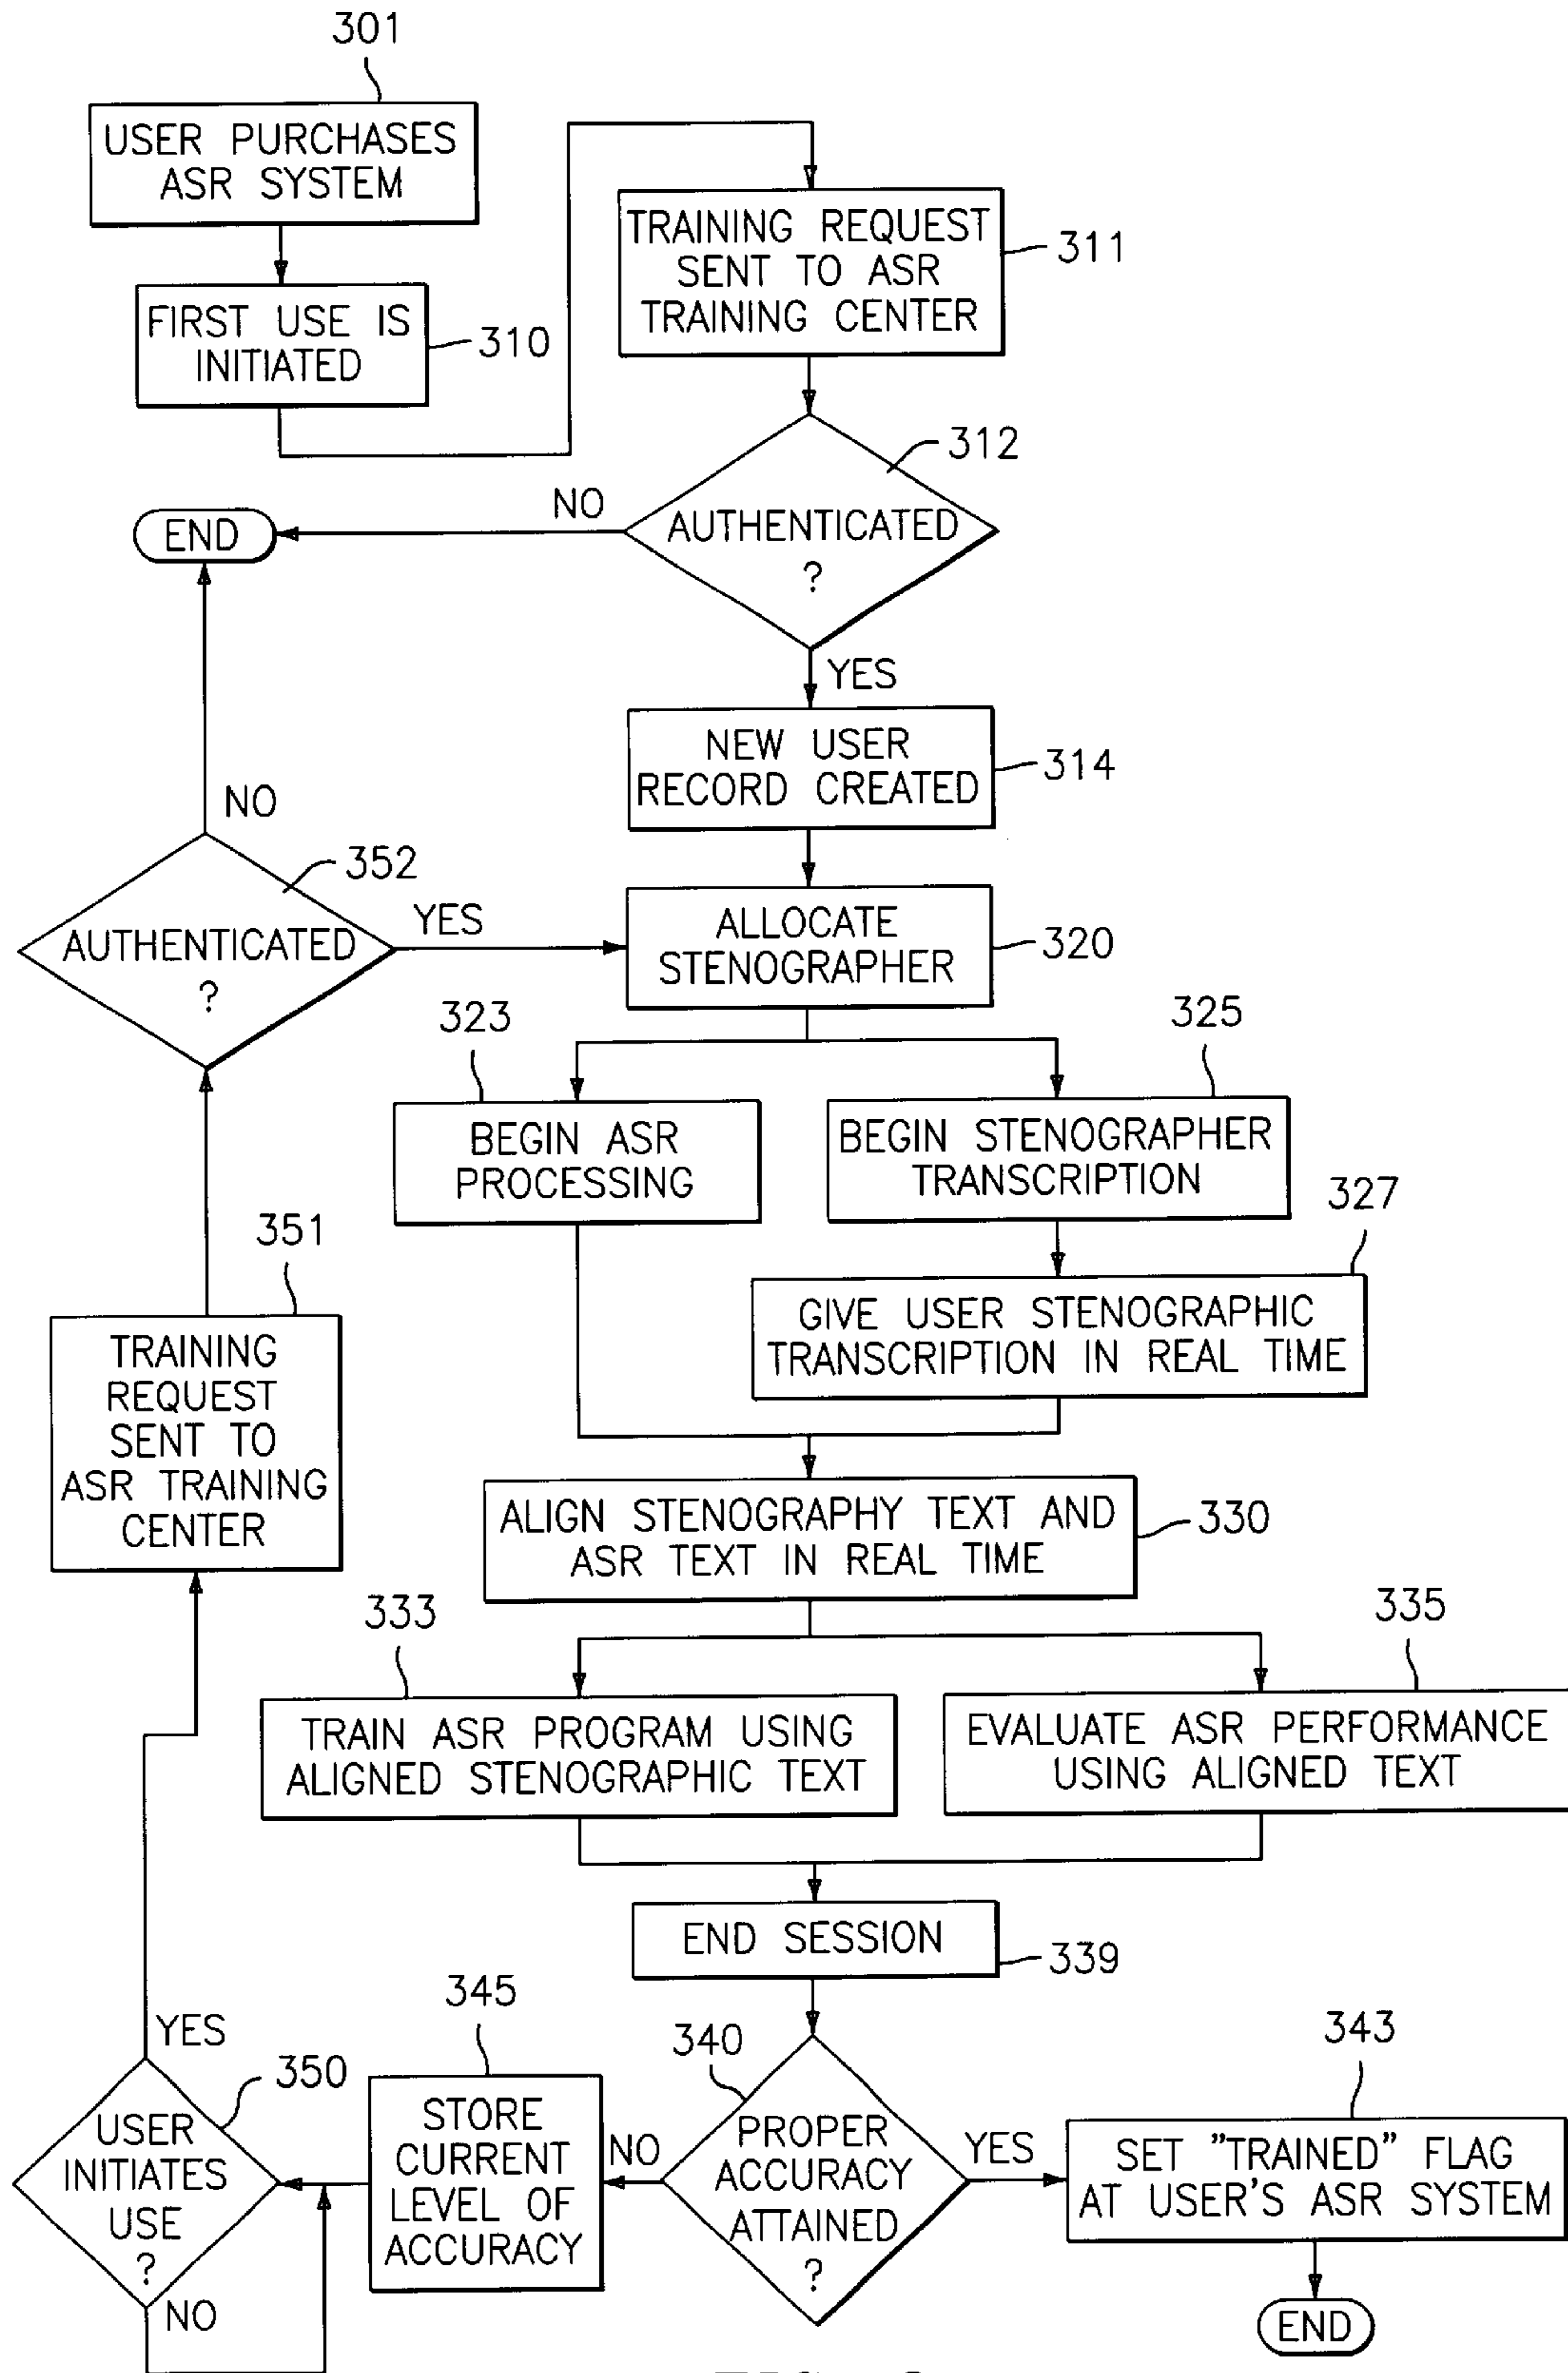 301
USER PURCHASES
ASR SYSTEM
FIRST USE IS
INITIATED
310
TRAINING REQUEST
SENT TO ASR
TRAINING CENTER
311
312
AUTHENTICATED
?
NO
END
YES
NEW USER
RECORD CREATED
314
NO
352
AUTHENTICATED
?
YES
ALLOCATE
STENOGRAPHER
320
323
BEGIN ASR
PROCESSING
325
BEGIN STENOGRAPHER
TRANSCRIPTION
327
GIVE USER STENOGRAPHIC
TRANSCRIPTION IN REAL TIME
351
TRAINING
REQUEST
SENT TO
ASR TRAINING
CENTER
ALIGN STENOGRAPHY TEXT AND
ASR TEXT IN REAL TIME
330
333
TRAIN ASR PROGRAM USING
ALIGNED STENOGRAPHIC TEXT
335
EVALUATE ASR PERFORMANCE
USING ALIGNED TEXT
END SESSION
339
340
PROPER
ACCURACY
ATTAINED
?
YES
343
SET "TRAINED" FLAG
AT USER'S ASR SYSTEM
END
NO
345
STORE
CURRENT
LEVEL OF
ACCURACY
YES
350
USER
INITIATES
USE
?
NO